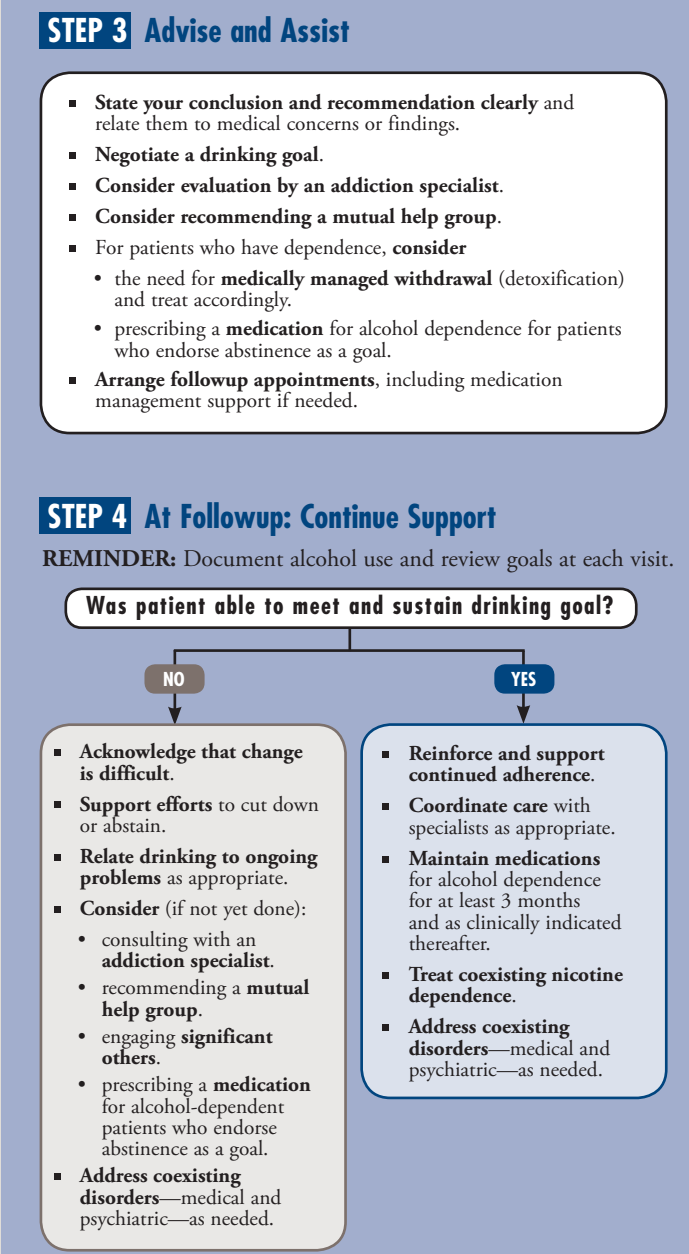 STEP 3 Advise and Assist
▪ State your conclusion and recommendation clearly and
relate them to medical concerns or findings.
▪ Negotiate a drinking goal.
▪ Consider evaluation by an addiction specialist.
▪ Consider recommending a mutual help group.
▪ For patients who have dependence, consider
• the need for medically managed withdrawal (detoxification)
and treat accordingly.
• prescribing a medication for alcohol dependence for patients
who endorse abstinence as a goal.
▪ Arrange followup appointments, including medication
management support if needed.
STEP 4 At Followup: Continue Support
REMINDER: Document alcohol use and review goals at each visit.
Was patient able to meet and sustain drinking goal?
NO
▪ Acknowledge that change
is difficult.
▪ Support efforts to cut down
or abstain.
▪ Relate drinking to ongoing
problems as appropriate.
▪ Consider (if not yet done):
• consulting with an
addiction specialist.
• recommending a mutual
help group.
• engaging significant
others.
• prescribing a medication
for alcohol-dependent
patients who endorse
abstinence as a goal.
▪ Address coexisting
disorders—medical and
psychiatric—as needed.
YES
▪ Reinforce and support
continued adherence.
▪ Coordinate care with
specialists as appropriate.
▪ Maintain medications
for alcohol dependence
for at least 3 months
and as clinically indicated
thereafter.
▪ Treat coexisting nicotine
dependence.
▪ Address coexisting
disorders—medical and
psychiatric—as needed.